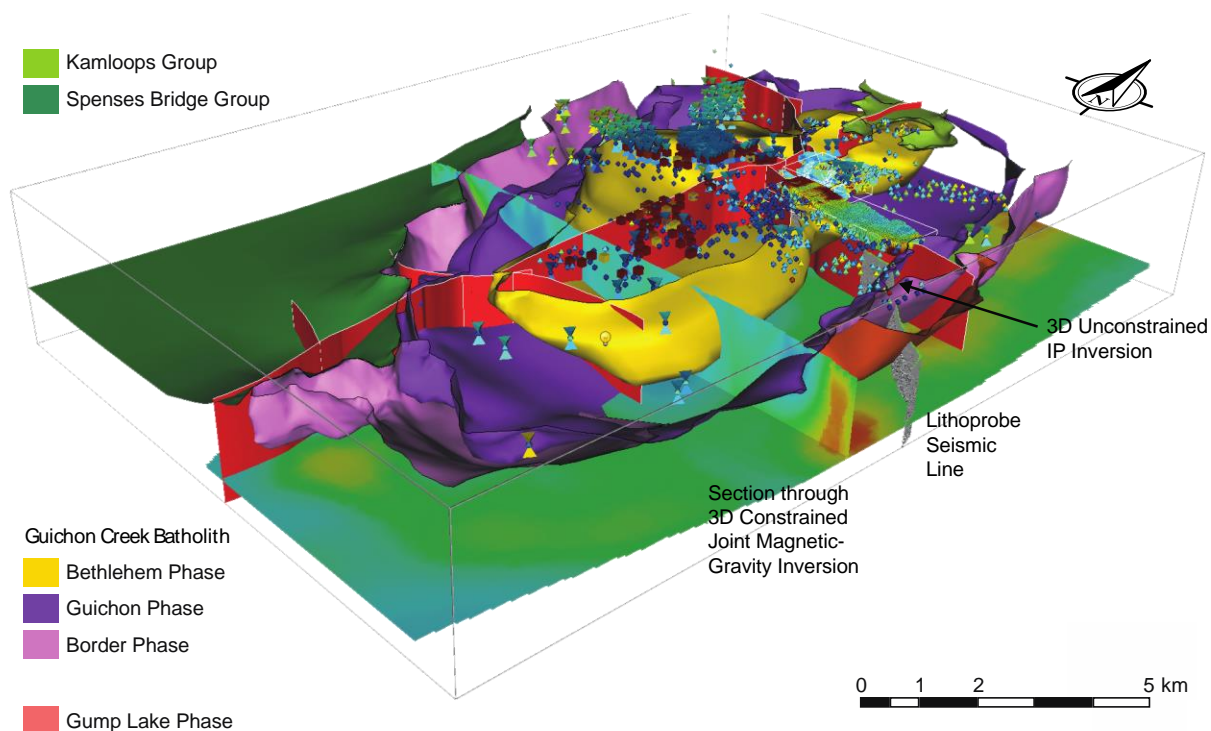 Kamloops Group
Spenses Bridge Group
N
3D Unconstrained
IP Inversion
Lithoprobe
Seismic
Line
Section through
3D Constrained
Joint Magnetic-
Gravity Inversion
Guichon Creek Batholith
Bethlehem Phase
Guichon Phase
Border Phase
Gump Lake Phase
0 1 2 5 km